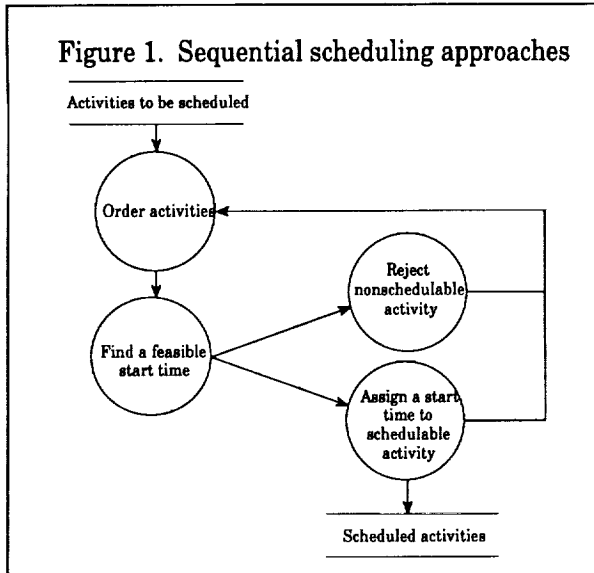 Figure 1. Sequential scheduling approaches
Activities to be scheduled
Order activities
Find a feasible
start time
Reject
nonschedulable
activity
Assign a start
time to
schedulable
activity
Scheduled activities